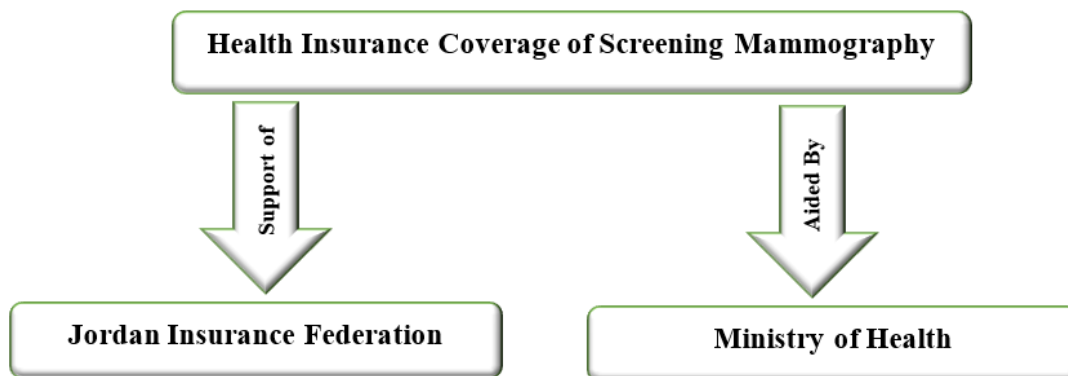 Health Insurance Coverage of Screening Mammography
Support of
Aided By
Jordan Insurance Federation
Ministry of Health